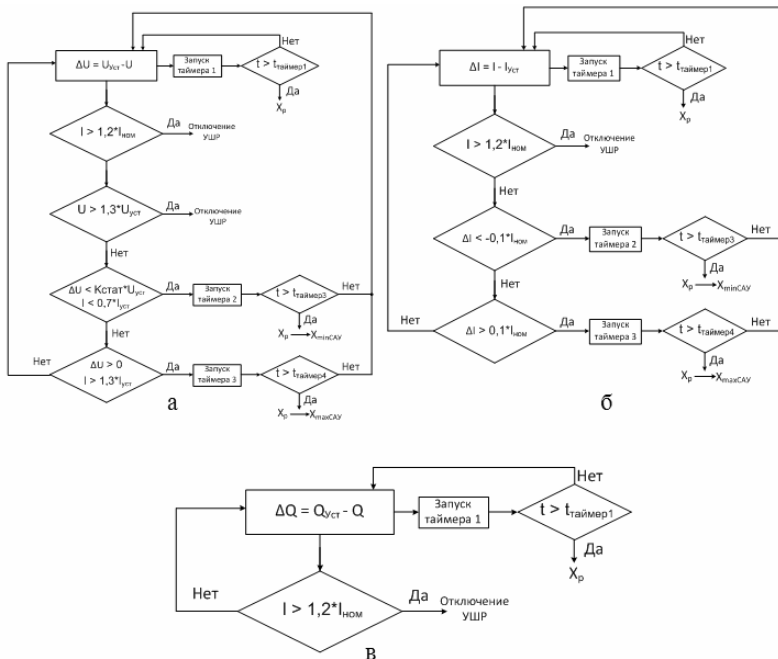 Нет
ΔU = UУст - U
Запуск
таймера 1
t > tтаймер1
Да
Xр
I > 1,2*Iном
Да
Отключение
УШР
U > 1,3*Uуст
Да
Отключение
УШР
Нет
ΔU < Kстат*Uуст
I < 0,7*Iуст
Да
Запуск
таймера 2
t > tтаймер3
Нет
Да
Xр → XminСАУ
Нет
Нет
ΔU > 0
I > 1,3*Iуст
Да
Запуск
таймера 3
t > tтаймер4
Нет
Да
Xр → XmaxСАУ
а
Нет
ΔI = I - IУст
Запуск
таймера 1
t > tтаймер1
Да
Xр
I > 1,2*Iном
Да
Отключение
УШР
Нет
ΔI < -0,1*Iном
Да
Запуск
таймера 2
t > tтаймер3
Нет
Да
Xр → XminСАУ
Нет
Нет
ΔI > 0,1*Iном
Да
Запуск
таймера 3
t > tтаймер4
Нет
Да
Xр → XmaxСАУ
б
Нет
ΔQ = QУст - Q
Запуск
таймера 1
t > tтаймер1
Да
Xр
Нет
I > 1,2*Iном
Да
Отключение
УШР
в